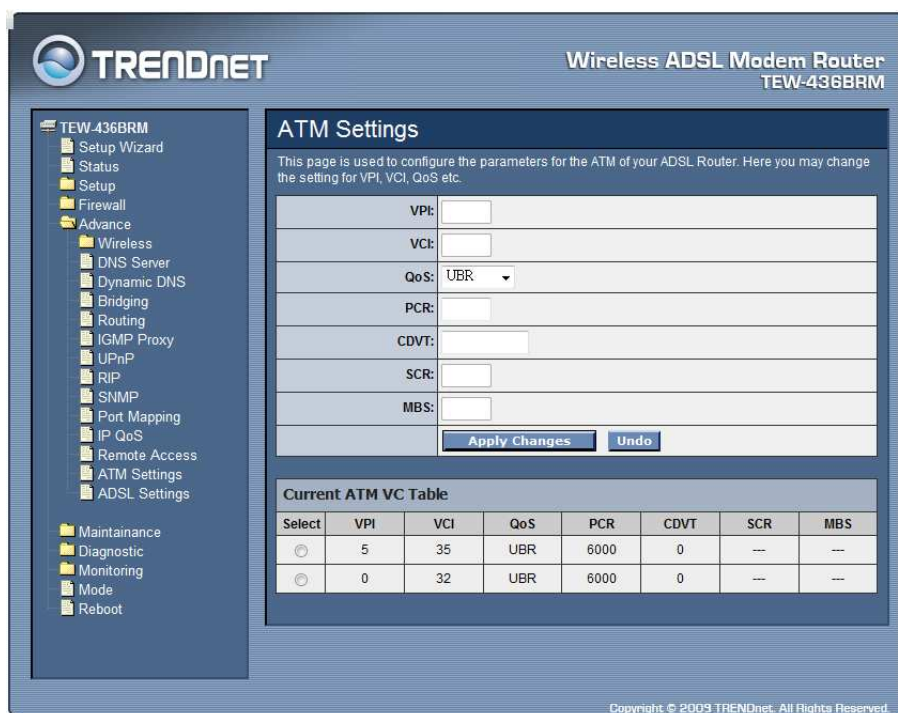 TRENDNET
Wireless ADSL Modem Router
TEW-436BRM
TEW-436BRM
Setup Wizard
Status
Setup
Firewall
Advance
Wireless
DNS Server
Dynamic DNS
Bridging
Routing
IGMP Proxy
UPnP
RIP
SNMP
Port Mapping
IP QoS
Remote Access
ATM Settings
ADSL Settings
Maintainance
Diagnostic
Monitoring
Mode
Reboot
ATM Settings
This page is used to configure the parameters for the ATM of your ADSL Router. Here you may change
the setting for VPI, VCI, QoS etc.
VPI:
VCI:
QoS: UBR
PCR:
CDVT:
SCR:
MBS:
Apply Changes Undo
Current ATM VC Table
Select VPI VCI QoS PCR CDVT SCR MBS
5 35 UBR 6000 0 --- ---
0 32 UBR 6000 0 --- ---
Copyright © 2009 TRENDnet. All Rights Reserved.